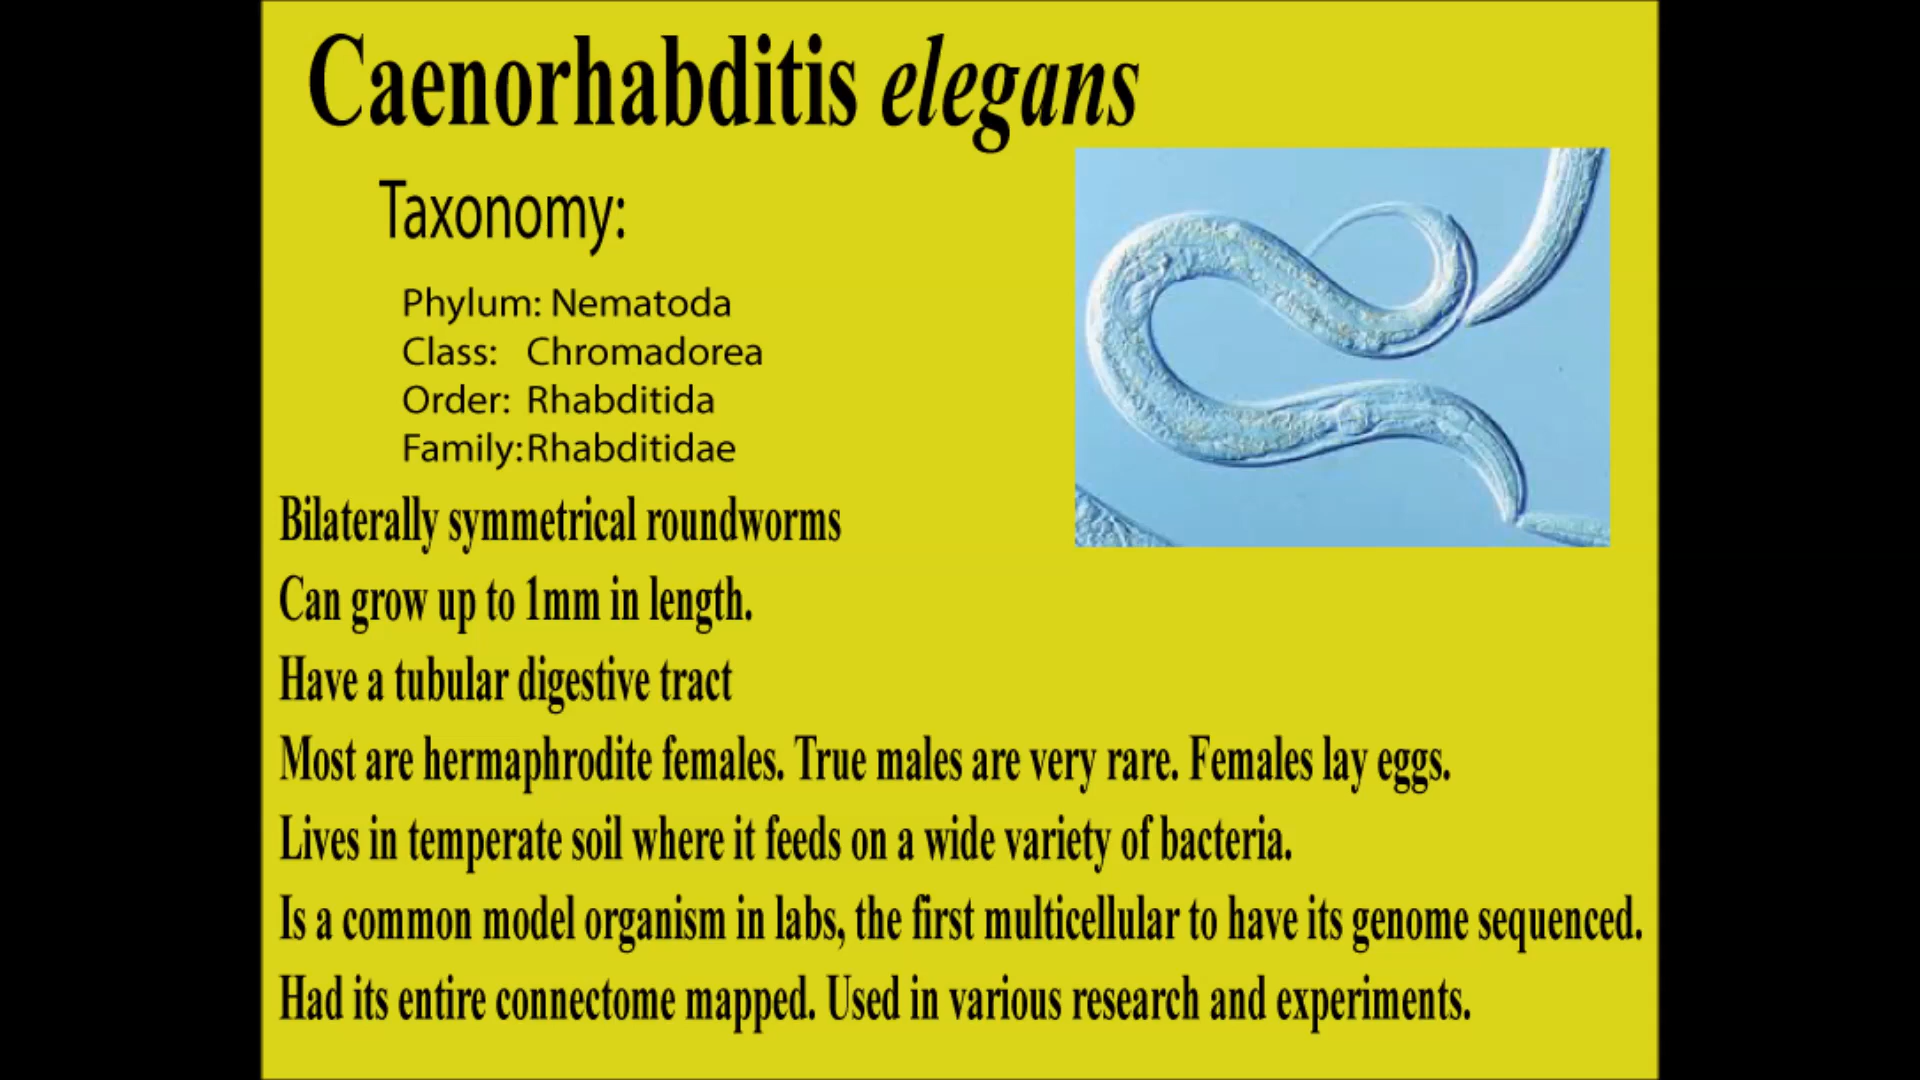 Caenorhabditis elegans
Taxonomy:
Phylum: Nematoda
Class: Chromadorea
Order: Rhabditida
Family: Rhabditidae
Bilaterally symmetrical roundworms
Can grow up to 1mm in length.
Have a tubular digestive tract
Most are hermaphrodite females. True males are very rare. Females lay eggs.
Lives in temperate soil where it feeds on a wide variety of bacteria.
Is a common model organism in labs, the first multicellular to have its genome sequenced.
Had its entire connectome mapped. Used in various research and experiments.